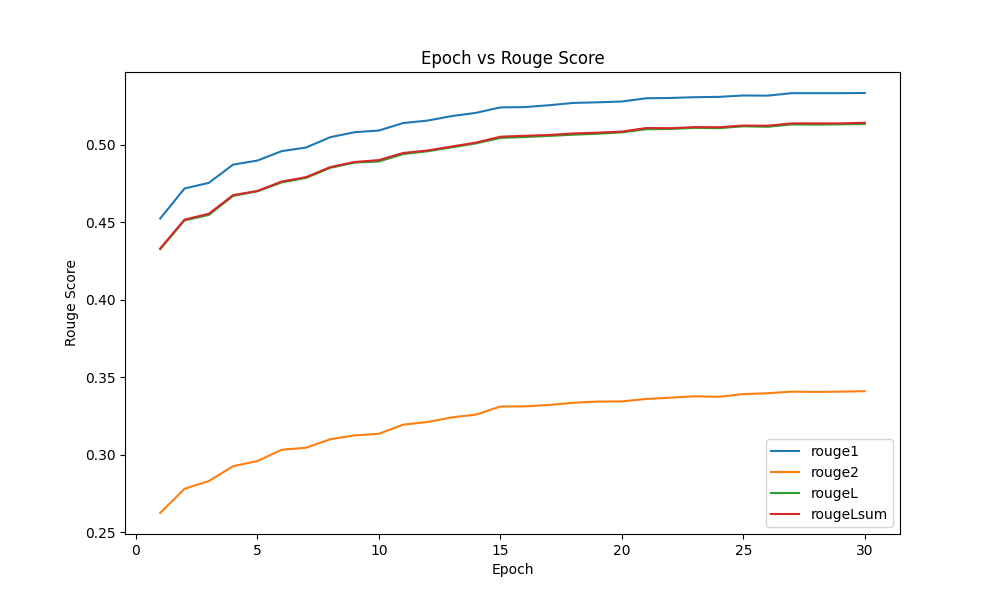 Epoch vs Rouge Score
Rouge Score
0.50
0.45
0.40
0.35
0.30
0.25
0
5
10
15
20
25
30
Epoch
rouge1
rouge2
rougeL
rougeLsum